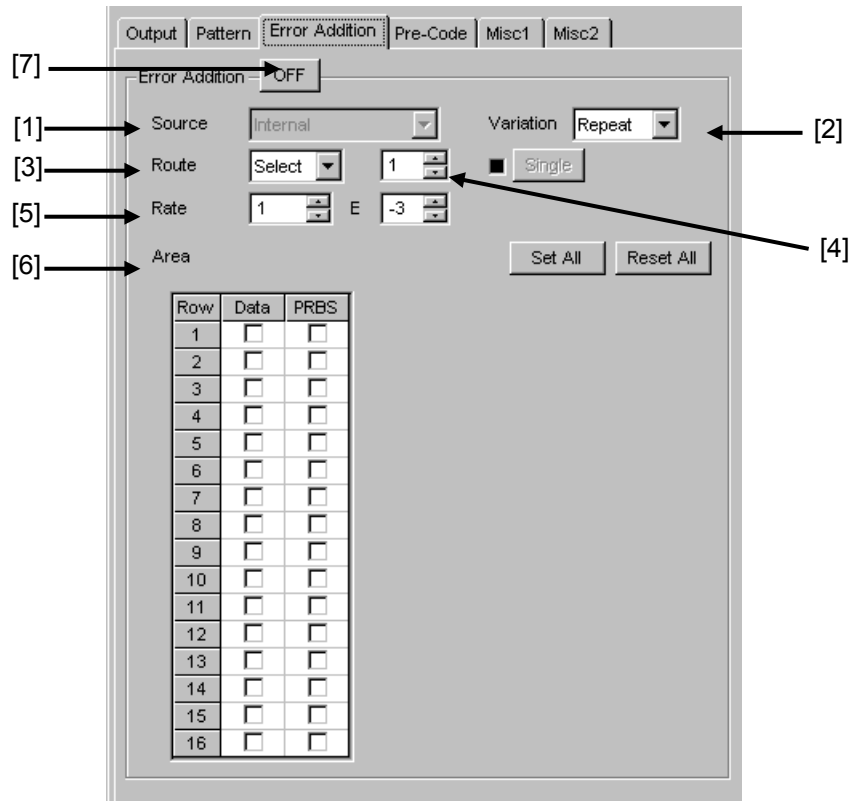 Output Pattern Error Addition Pre-Code Misc1 Misc2
[7] Error Addition OFF
[1] Source Internal Variation Repeat [2]
[3] Route Select 1 Single
[5] Rate 1 E -3 [4]
[6] Area Set All Reset All
Row Data PRBS
1
2
3
4
5
6
7
8
9
10
11
12
13
14
15
16